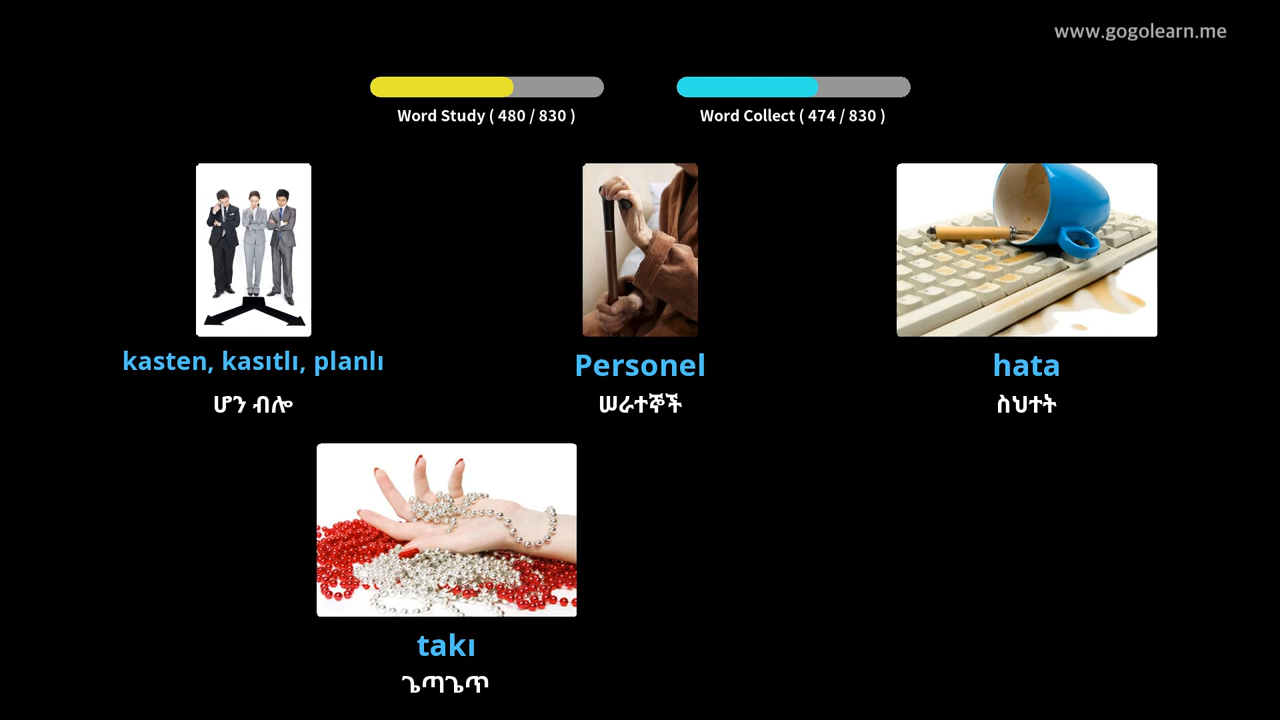 www.gogolearn.me
Word Study ( 480 / 830 )
Word Collect ( 474 / 830 )
kasten, kasıtlı, planlı
ሆን ብሎ
Personel
ሠራተኞች
hata
ስህተት
takı
ጌጣጌጥ